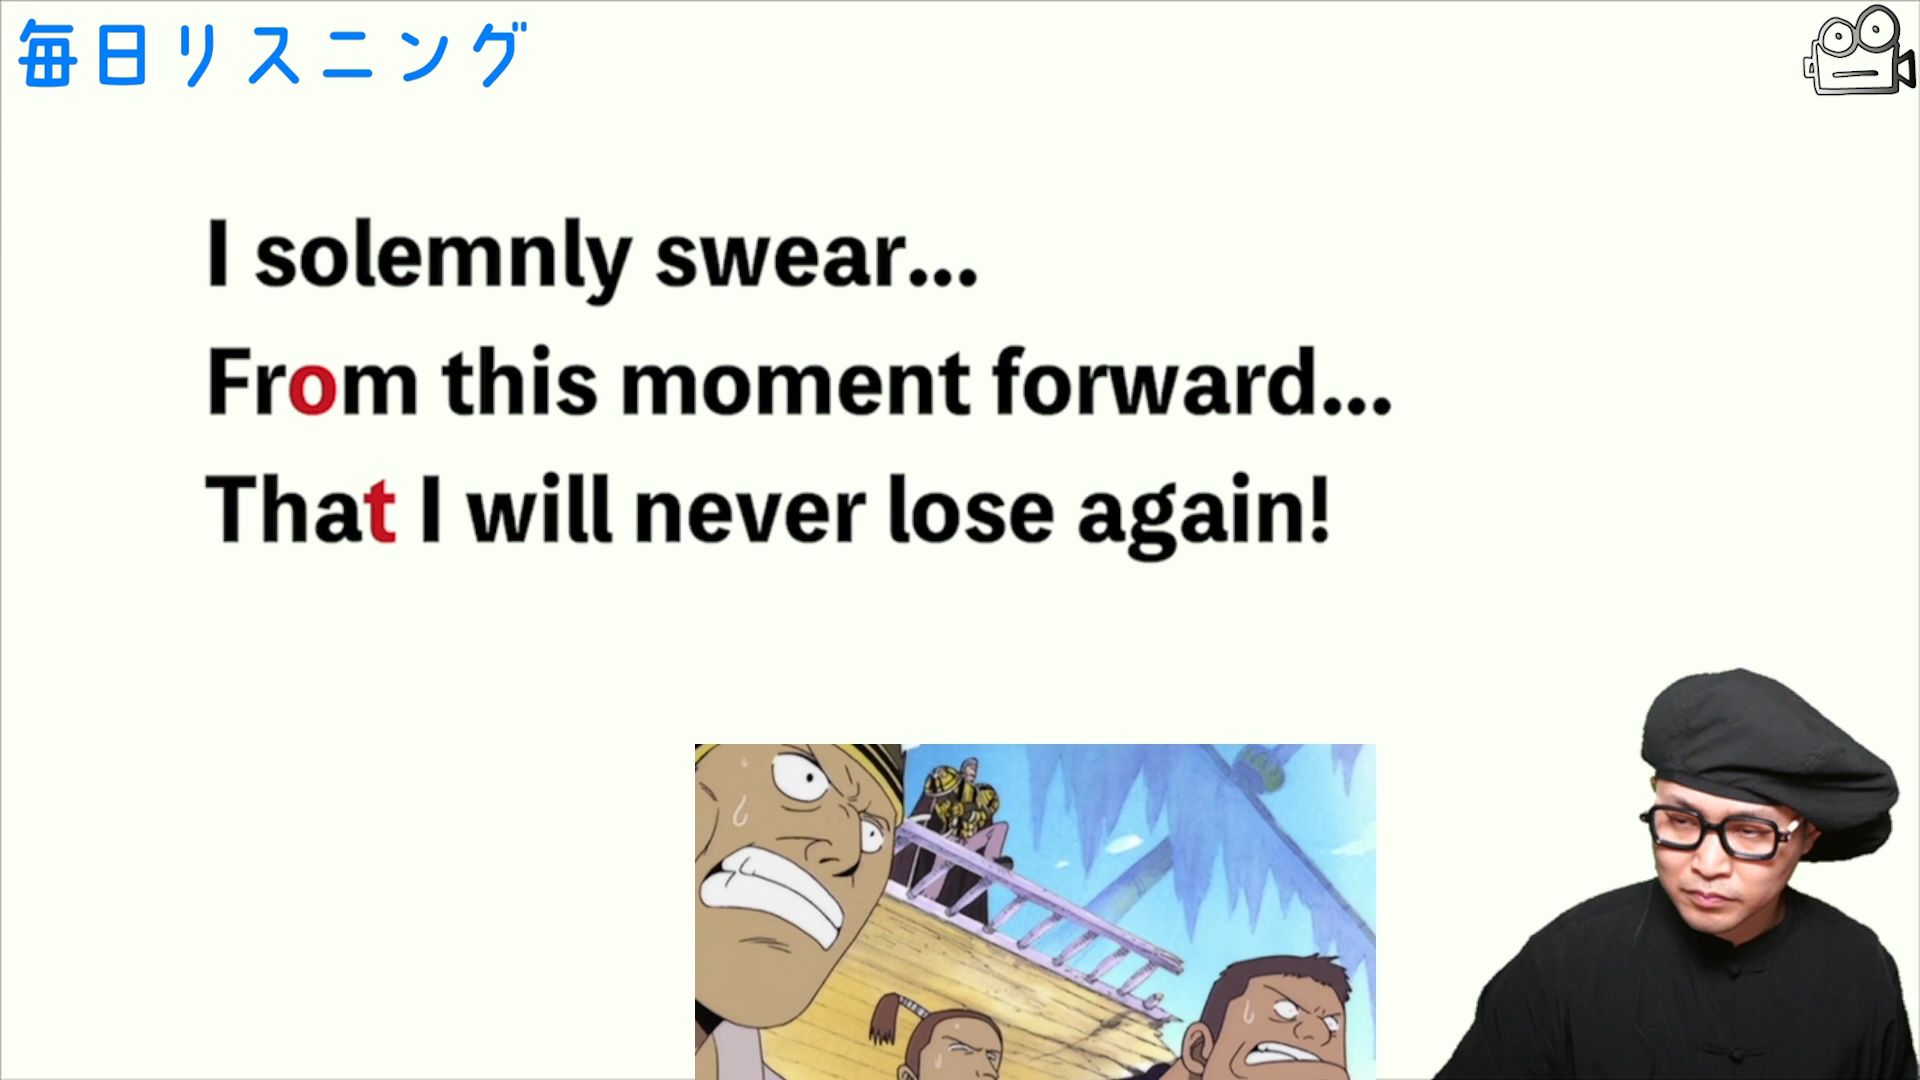 毎日リスニング
I solemnly swear...
From this moment forward...
That I will never lose again!